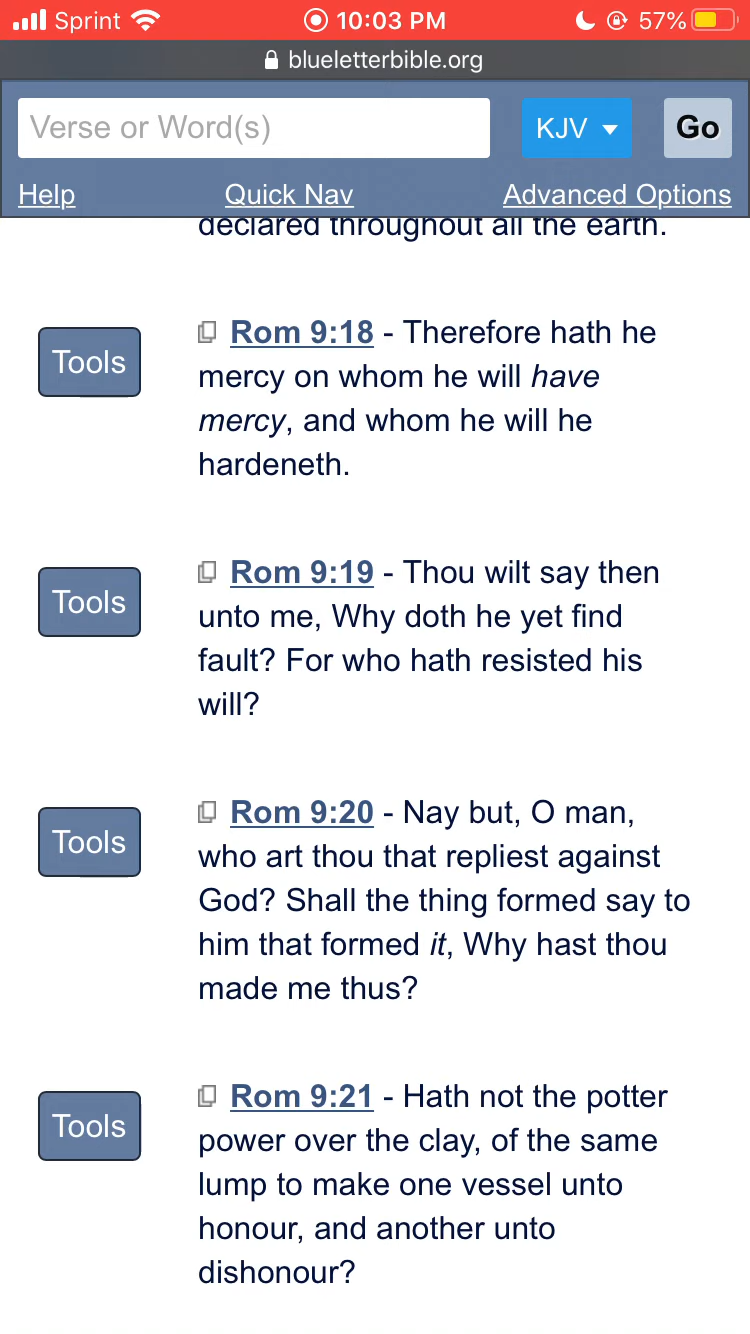 Sprint 10:03 PM 57%
blueletterbible.org
Verse or Word(s) KJV Go
Help Quick Nav Advanced Options
declared throughout all the earth.
Tools
Rom 9:18 - Therefore hath he
mercy on whom he will have
mercy, and whom he will he
hardeneth.
Tools
Rom 9:19 - Thou wilt say then
unto me, Why doth he yet find
fault? For who hath resisted his
will?
Tools
Rom 9:20 - Nay but, O man,
who art thou that repliest against
God? Shall the thing formed say to
him that formed it, Why hast thou
made me thus?
Tools
Rom 9:21 - Hath not the potter
power over the clay, of the same
lump to make one vessel unto
honour, and another unto
dishonour?